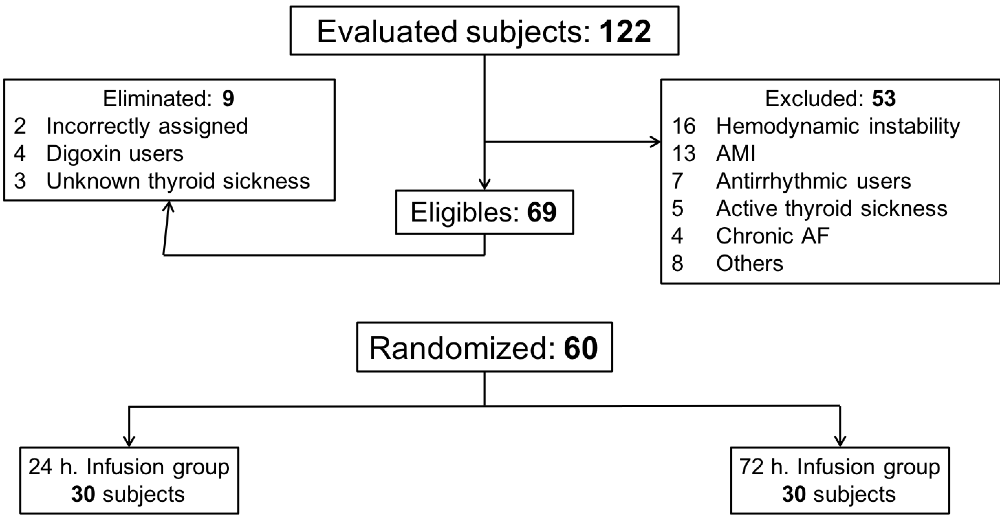 Evaluated subjects: 122
Eliminated: 9
2 Incorrectly assigned
4 Digoxin users
3 Unknown thyroid sickness
Excluded: 53
16 Hemodynamic instability
13 AMI
7 Antirrhythmic users
5 Active thyroid sickness
4 Chronic AF
8 Others
Eligibles: 69
Randomized: 60
24 h. Infusion group
30 subjects
72 h. Infusion group
30 subjects